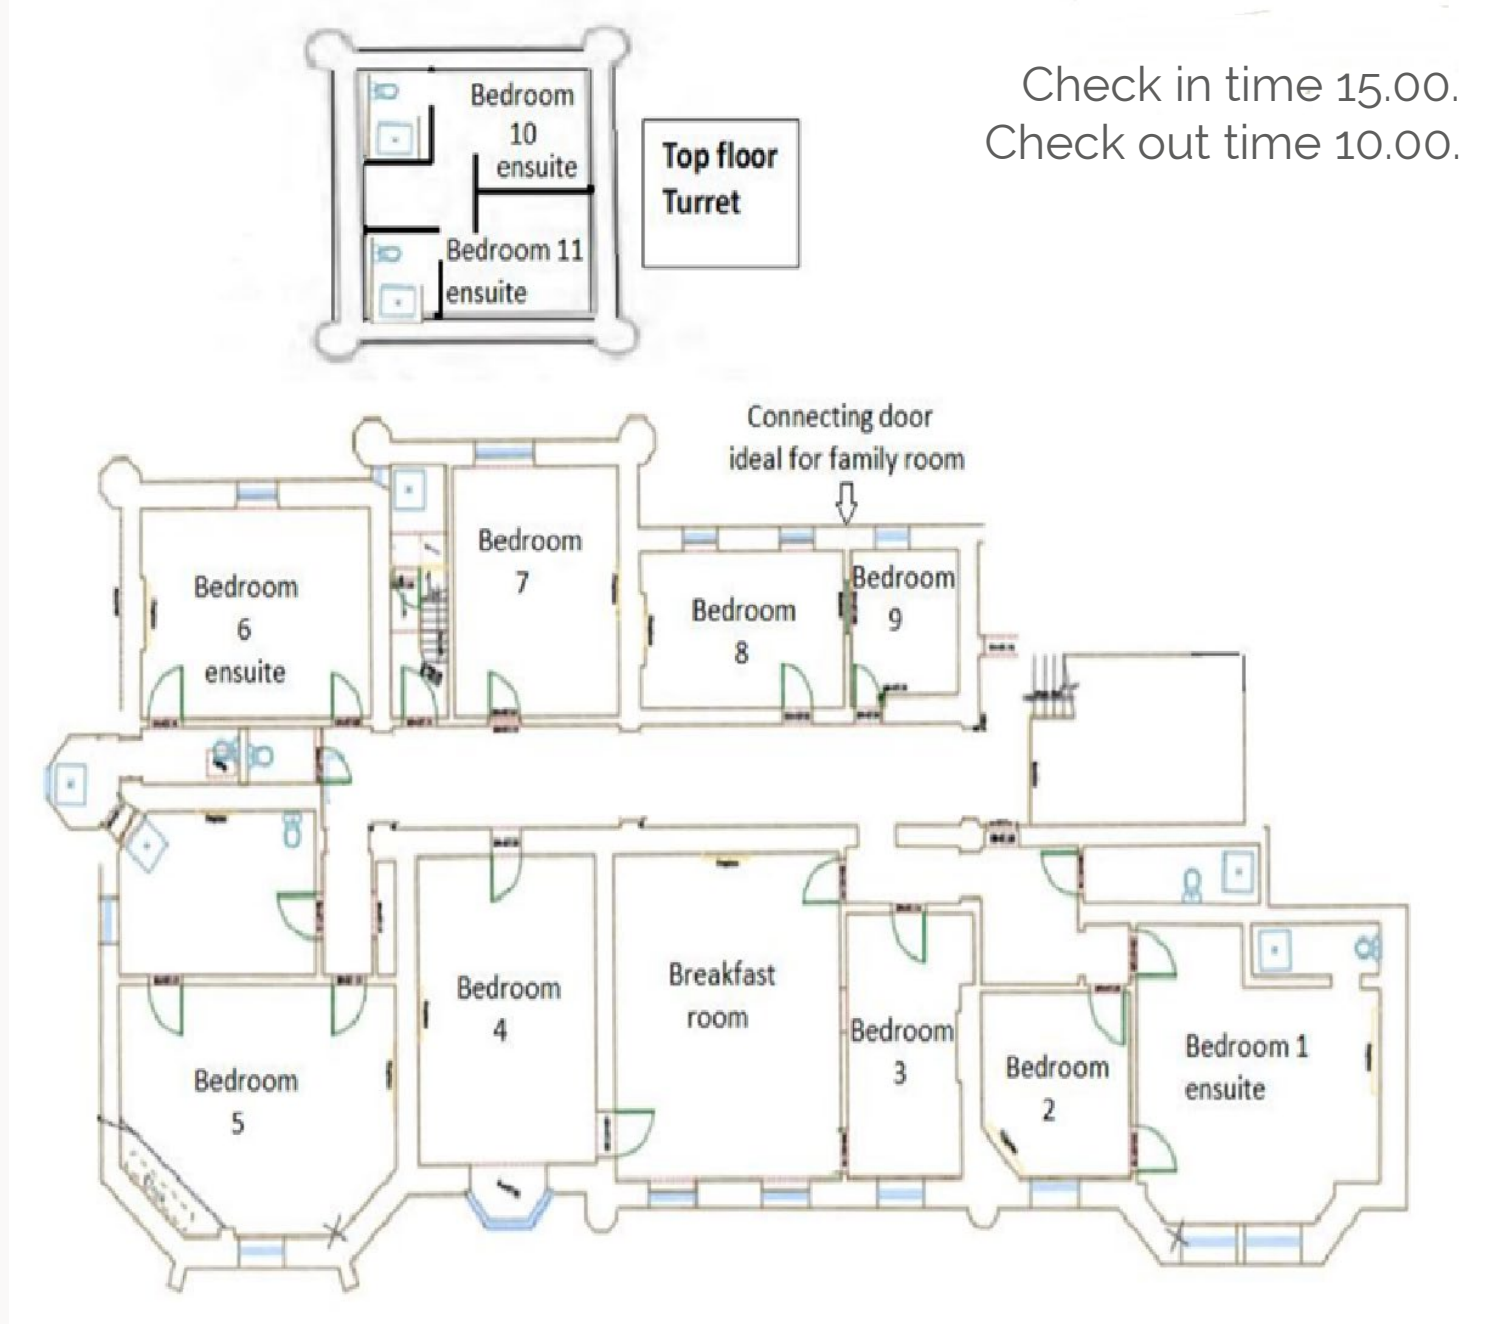 Check in time 15.00.
Check out time 10.00.
Bedroom
10
ensuite
Top floor
Turret
Bedroom 11
ensuite
Connecting door
ideal for family room
Bedroom
6
ensuite
Bedroom
7
Bedroom
8
Bedroom
9
Bedroom
5
Bedroom
4
Breakfast
room
Bedroom
3
Bedroom
2
Bedroom 1
ensuite